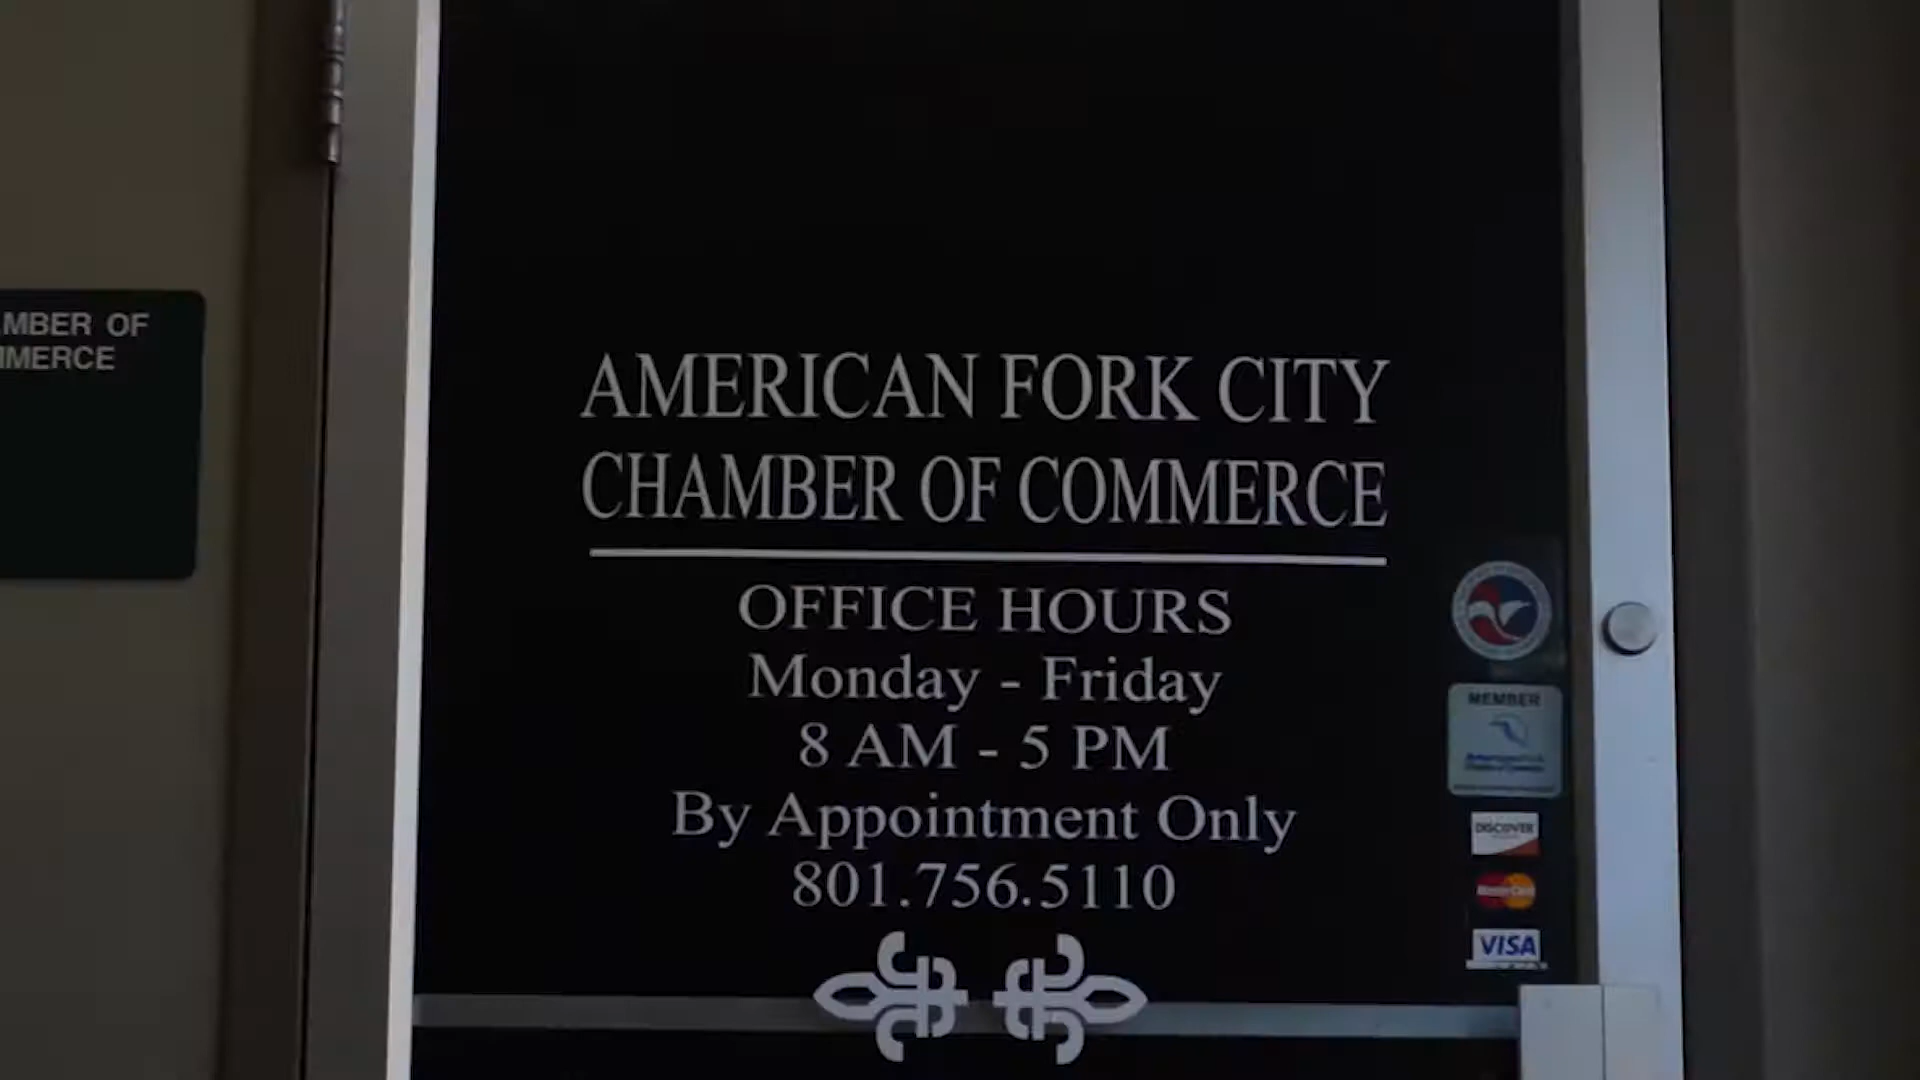 MBER OF
MMERCE
AMERICAN FORK CITY
CHAMBER OF COMMERCE
OFFICE HOURS
Monday - Friday
8 AM - 5 PM
By Appointment Only
801.756.5110
MEMBER
DISCOVER
MasterCard
VISA